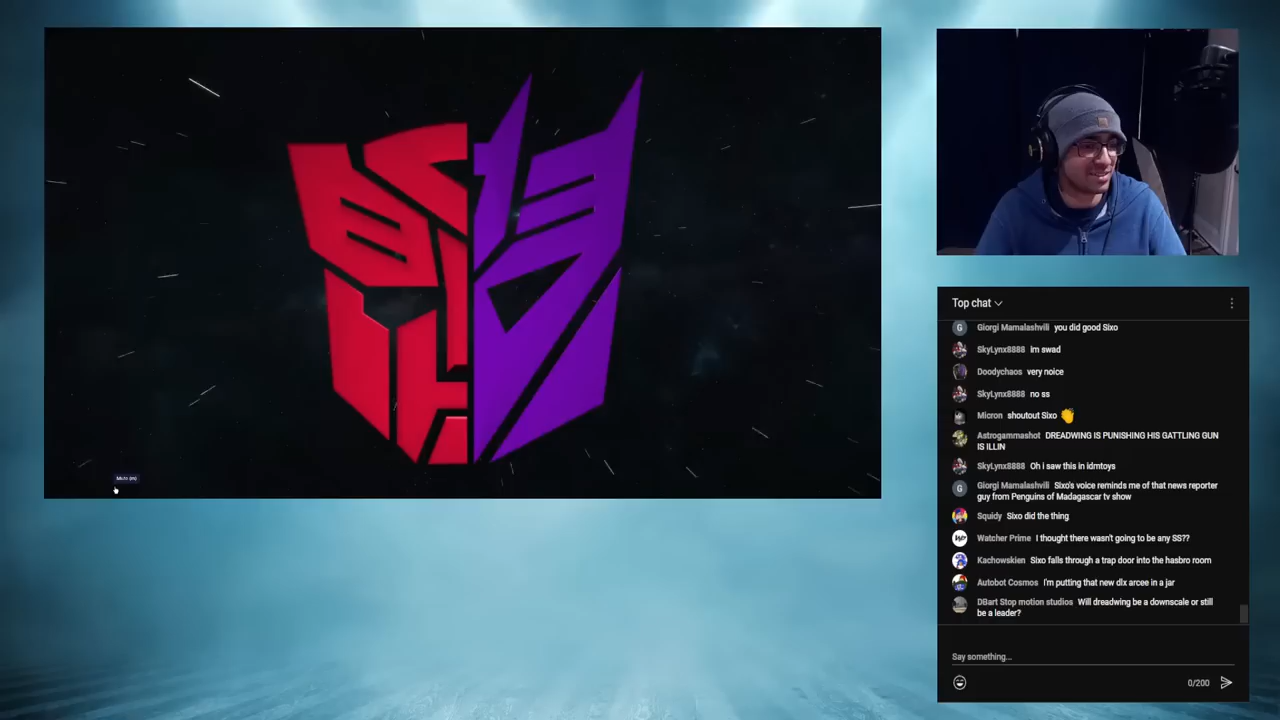 Mute (m)
Top chat
G Giorgi Mamalashvili you did good Sixo
SkyLynx8888 Im swad
Doodychaos very noice
SkyLynx8888 no ss
Micron shoutout Sixo
Astrogammashot DREADWING IS PUNISHING HIS GATTLING GUN
IS ILLIN
SkyLynx8888 Oh i saw this in idmtoys
G Giorgi Mamalashvili Sixo's voice reminds me of that news reporter
guy from Penguins of Madagascar tv show
Squidy Sixo did the thing
Watcher Prime I thought there wasn't going to be any SS??
Kachowskien Sixo falls through a trap door into the hasbro room
Autobot Cosmos I'm putting that new dlx arcee in a jar
DBart Stop motion studios Will dreadwing be a downscale or still
be a leader?
Say something...
0/200